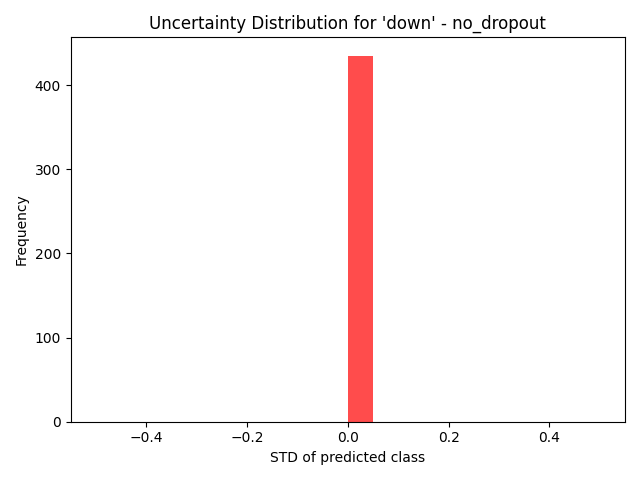 Uncertainty Distribution for 'down' - no_dropout
Frequency
400
300
200
100
0
−0.4 −0.2 0.0 0.2 0.4
STD of predicted class